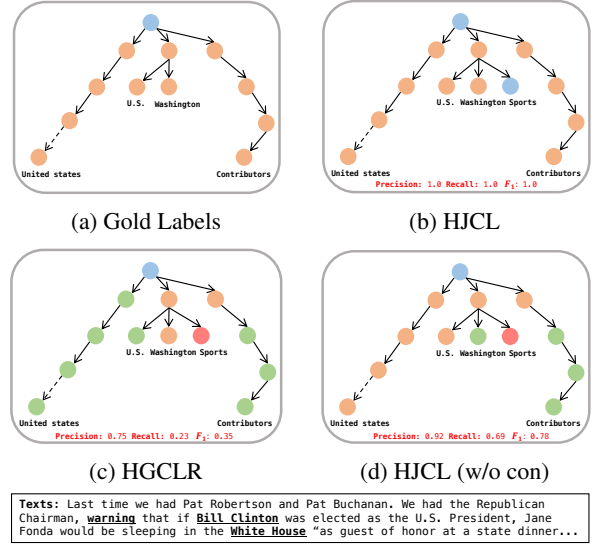 U.S. Washington
United states Contributors
(a) Gold Labels
U.S. Washington Sports
United states Contributors
Precision: 1.0 Recall: 1.0 F1: 1.0
(b) HJCL
U.S. Washington Sports
United states Contributors
Precision: 0.75 Recall: 0.23 F1: 0.35
(c) HGCLR
U.S. Washington Sports
United states Contributors
Precision: 0.92 Recall: 0.69 F1: 0.78
(d) HJCL (w/o con)
Texts: Last time we had Pat Robertson and Pat Buchanan. We had the Republican
Chairman, warning that if Bill Clinton was elected as the U.S. President, Jane
Fonda would be sleeping in the White House “as guest of honor at a state dinner...